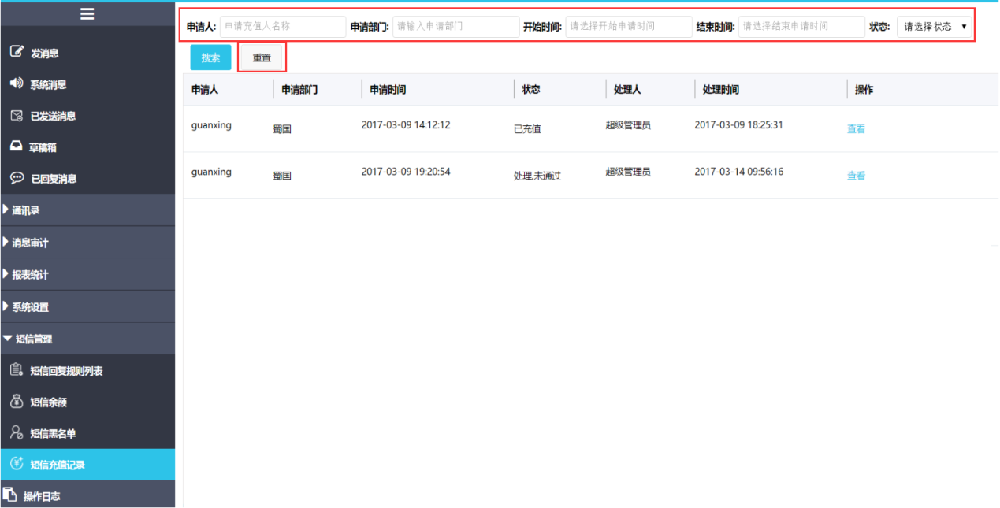 申请人: 申请充值人名称 申请部门: 请输入申请部门 开始时间: 请选择开始申请时间 结束时间: 请选择结束申请时间 状态: 请选择状态
搜索 重置
发消息
系统消息
已发送消息
草稿箱
已回复消息
通讯录
消息审计
报表统计
系统设置
短信管理
短信回复规则列表
短信余额
短信黑名单
短信充值记录
操作日志
申请人 申请部门 申请时间 状态 处理人 处理时间 操作
guanxing 蜀国 2017-03-09 14:12:12 已充值 超级管理员 2017-03-09 18:25:31 查看
guanxing 蜀国 2017-03-09 19:20:54 处理,未通过 超级管理员 2017-03-14 09:56:16 查看